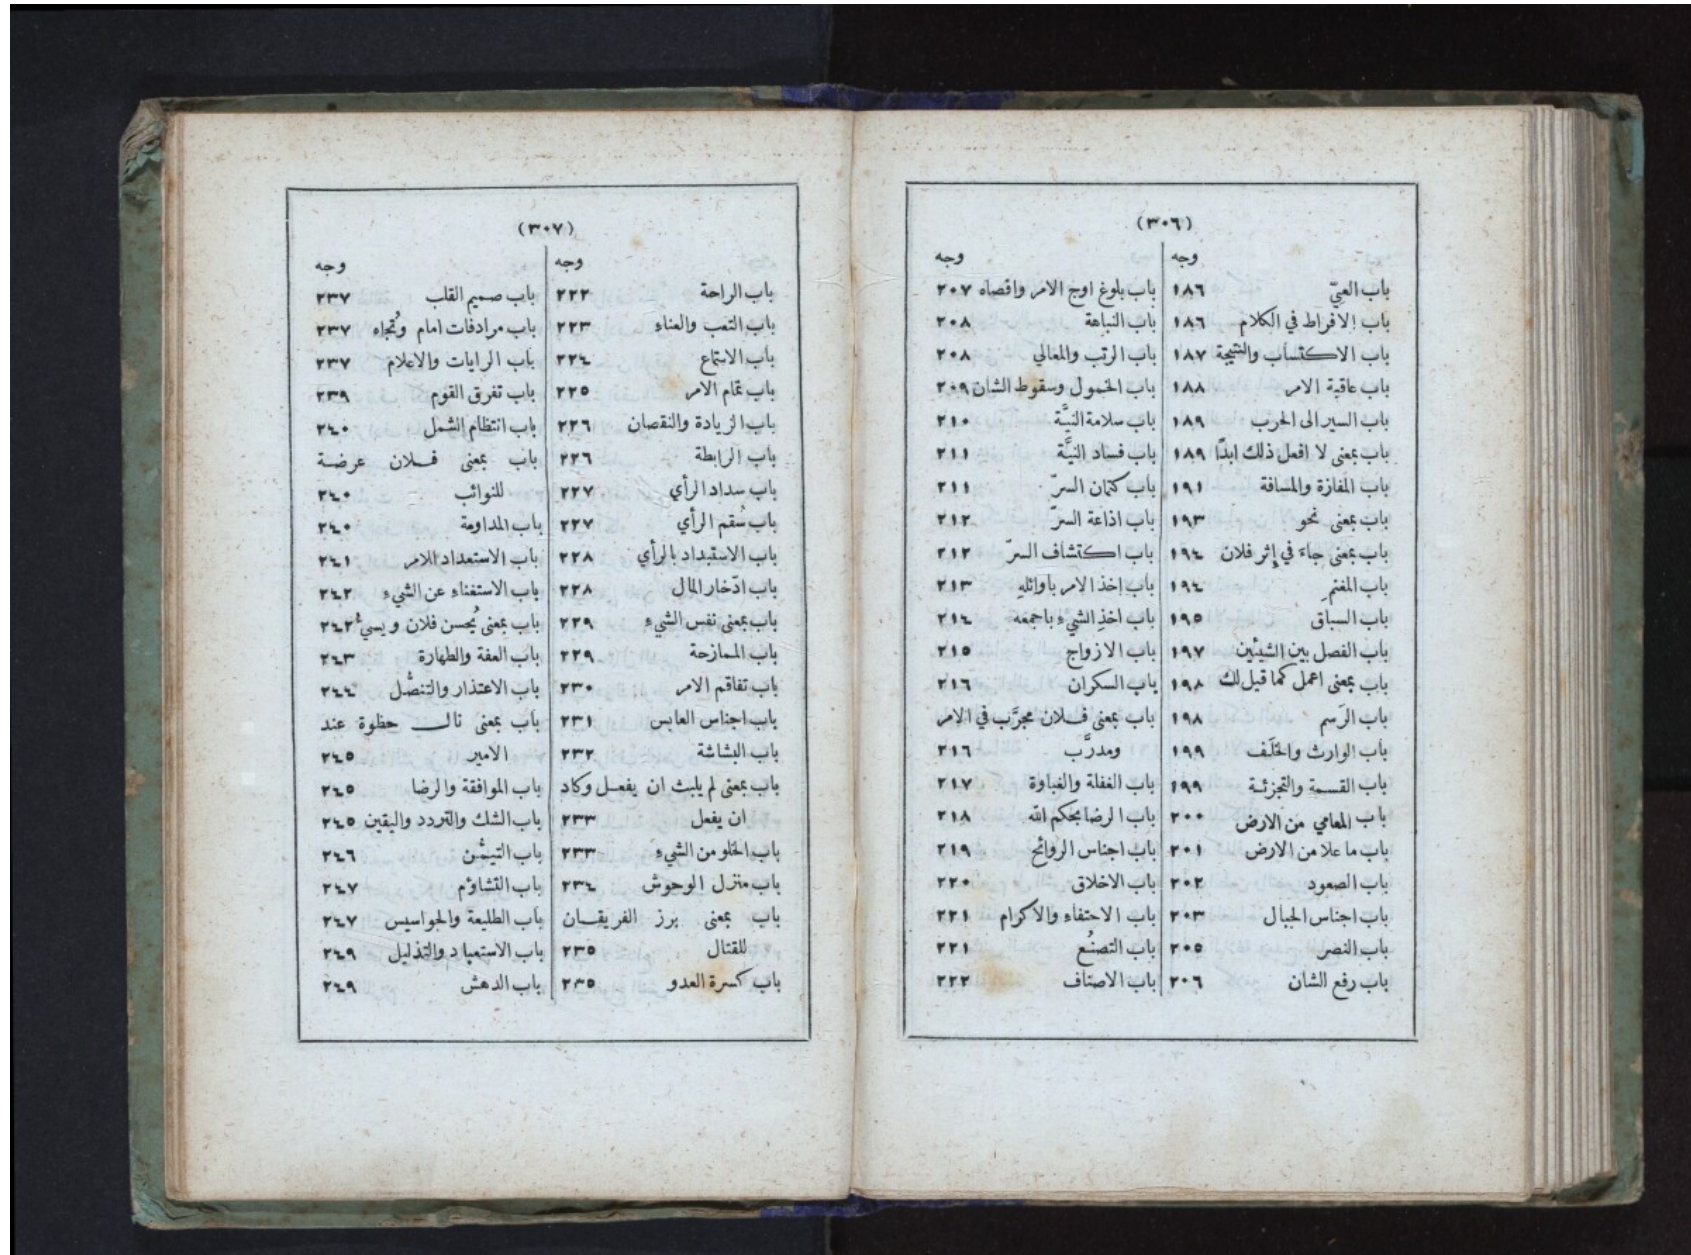 (٣٠٦)
وجه
باب العيّ ١٨٦
باب الافراط في الكلام ١٨٦
باب الاكتساب والنتيجة ١٨٧
باب عاقبة الامر ١٨٨
باب السير الى الحرب ١٨٩
باب بمعنى لا افعل ذلك ابدًا ١٨٩
باب المفازة والمسافة ١٩١
باب بمعنى نحو ١٩٣
باب بمعنى جاءَ في إِثر فلان ١٩٤
باب المغنم ١٩٤
باب السباق ١٩٥
باب الفصل بين الشيئين ١٩٧
باب بمعنى اعمل كما قيل لك ١٩٨
باب الرَسم ١٩٨
باب الوارث والخَلَف ١٩٩
باب القسمة والتجزئة ١٩٩
باب المعامي من الارض ٢٠٠
باب ما علا من الارض ٢٠١
باب الصعود ٢٠٢
باب اجناس الجبال ٢٠٣
باب النصر ٢٠٥
باب رفع الشان ٢٠٦
وجه
باب بلوغ اوج الامر واقصاه ٢٠٧
باب النباهة ٢٠٨
باب الرتب والمعالي ٢٠٨
باب الخمول وسقوط الشان ٢٠٩
باب سلامة النيَّة ٢١٠
باب فساد النيَّة ٢١١
باب كتمان السرّ ٢١١
باب اذاعة السرّ ٢١٢
باب اكتشاف السرّ ٢١٢
باب اخذ الامر باوائله ٢١٣
باب اخذِ الشيءِ باجمعه ٢١٤
باب الازواج ٢١٥
باب السكران ٢١٦
باب بمعنى فلان مجرَّب في الامر
ومدرَّب ٢١٦
باب الغفلة والغباوة ٢١٧
باب الرضا بحكم الله ٢١٨
باب اجناس الروائح ٢١٩
باب الاخلاق ٢٢٠
باب الاحتفاء والاكرام ٢٢١
باب التصنُع ٢٢١
باب الاصناف ٢٢٢
(٣٠٧)
وجه
باب الراحة ٢٢٢
باب التعب والعناء ٢٢٣
باب الاستماع ٢٢٤
باب تمام الامر ٢٢٥
باب الزيادة والنقصان ٢٢٦
باب الرابطة ٢٢٦
باب سداد الرأي ٢٢٧
باب سُقم الرأي ٢٢٧
باب الاستبداد بالرأي ٢٢٨
باب ادّخار المال ٢٢٨
باب بمعنى نفس الشيءِ ٢٢٩
باب الممازحة ٢٢٩
باب تفاقم الامر ٢٣٠
باب اجناس العابس ٢٣١
باب البشاشة ٢٣٢
باب بمعنى لم يلبث ان يفعل وكاد
ان يفعل ٢٣٣
باب الخلو من الشيءِ ٢٣٣
باب منزل الوحوش ٢٣٤
باب بمعنى برز الفريقان
للقتال ٢٣٥
باب كسرة العدو ٢٣٥
وجه
باب صميم القلب ٢٣٧
باب مرادفات امام وتُجاه ٢٣٧
باب الرايات والاعلام ٢٣٧
باب تفرق القوم ٢٣٩
باب انتظام الشمل ٢٤٠
باب بمعنى فلان عرضة
للنوائب ٢٤٠
باب المداومة ٢٤٠
باب الاستعداد للامر ٢٤١
باب الاستغناءِ عن الشيءِ ٢٤٢
باب بمعنى يُحسن فلان ويسيءُ ٢٤٢
باب العفة والطهارة ٢٤٣
باب الاعتذار والتنصُّل ٢٤٤
باب بمعنى نال حظوة عند
الامير ٢٤٥
باب الموافقة والرضا ٢٤٥
باب الشك والتردد واليقين ٢٤٥
باب التيمُّن ٢٤٦
باب التشاؤم ٢٤٧
باب الطليعة والجواسيس ٢٤٧
باب الاستعباد والتذليل ٢٤٩
باب الدهش ٢٤٩